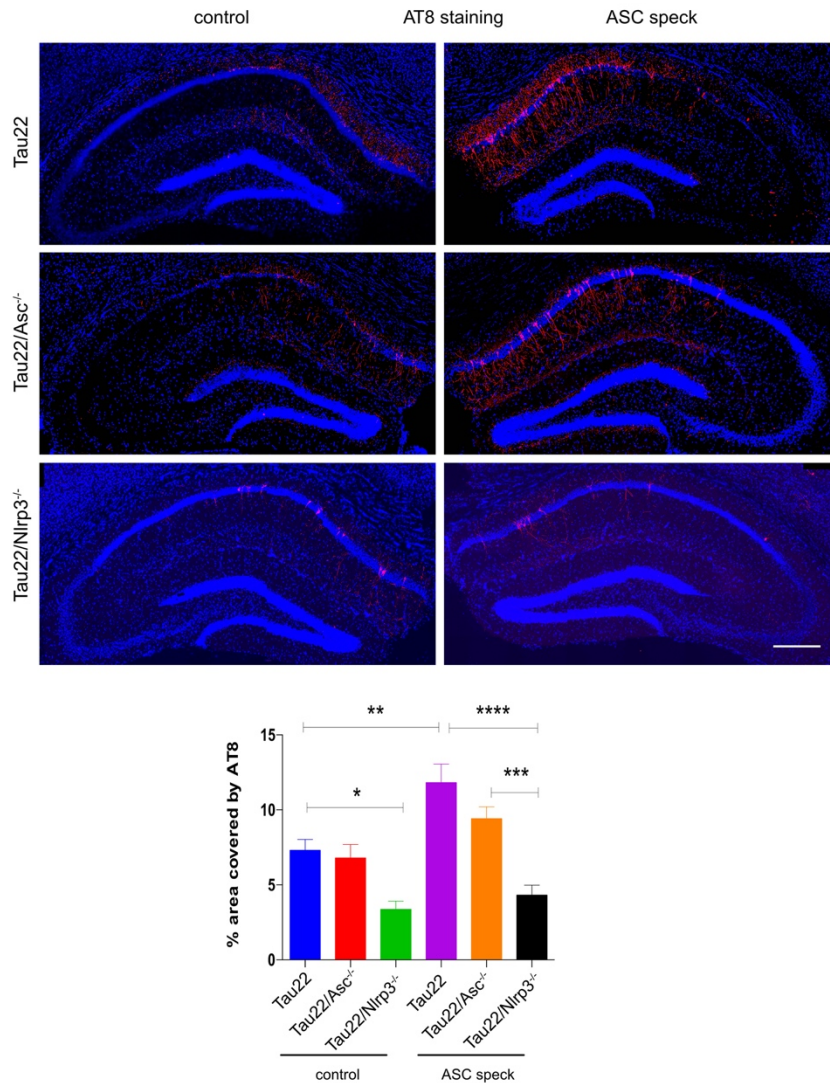 control AT8 staining ASC speck
Tau22
Tau22/Asc-/-
Tau22/Nlrp3-/-
** ****
* ***
% area covered by AT8
15
10
5
0
Tau22 Tau22/Asc-/- Tau22/Nlrp3-/- Tau22 Tau22/Asc-/- Tau22/Nlrp3-/-
control ASC speck